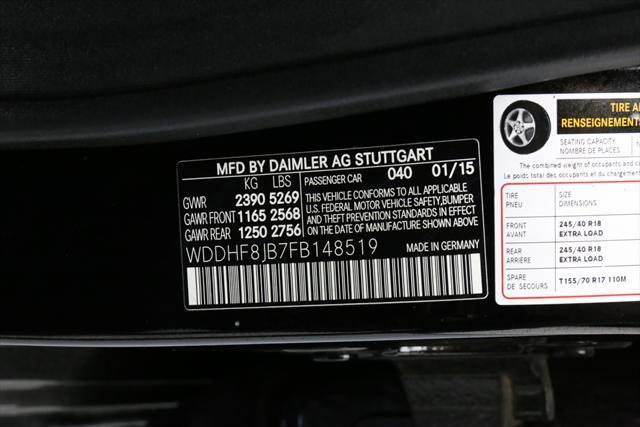 MFD BY DAIMLER AG STUTTGART
KG LBS PASSENGER CAR 040 01/15
GVWR 2390 5269
GAWR FRONT 1165 2568
GAWR REAR 1250 2756
THIS VEHICLE CONFORMS TO ALL APPLICABLE
U.S. FEDERAL MOTOR VEHICLE SAFETY,BUMPER
AND THEFT PREVENTION STANDARDS IN EFFECT
ON THE DATE OF MANUFACTURE SHOWN ABOVE.
WDDHF8JB7FB148519 MADE IN GERMANY
TIRE
RENSEIGNEMENTS
SEATING CAPACITY
NOMBRE DE PLACES
The combined weight of occupants and
Le poids total des occupants et du
TIRE SIZE
PNEU DIMENSIONS
FRONT 245/40 R18
AVANT EXTRA LOAD
REAR 245/40 R18
ARRIÈRE EXTRA LOAD
SPARE T155/70 R17 110M
DE SECOURS